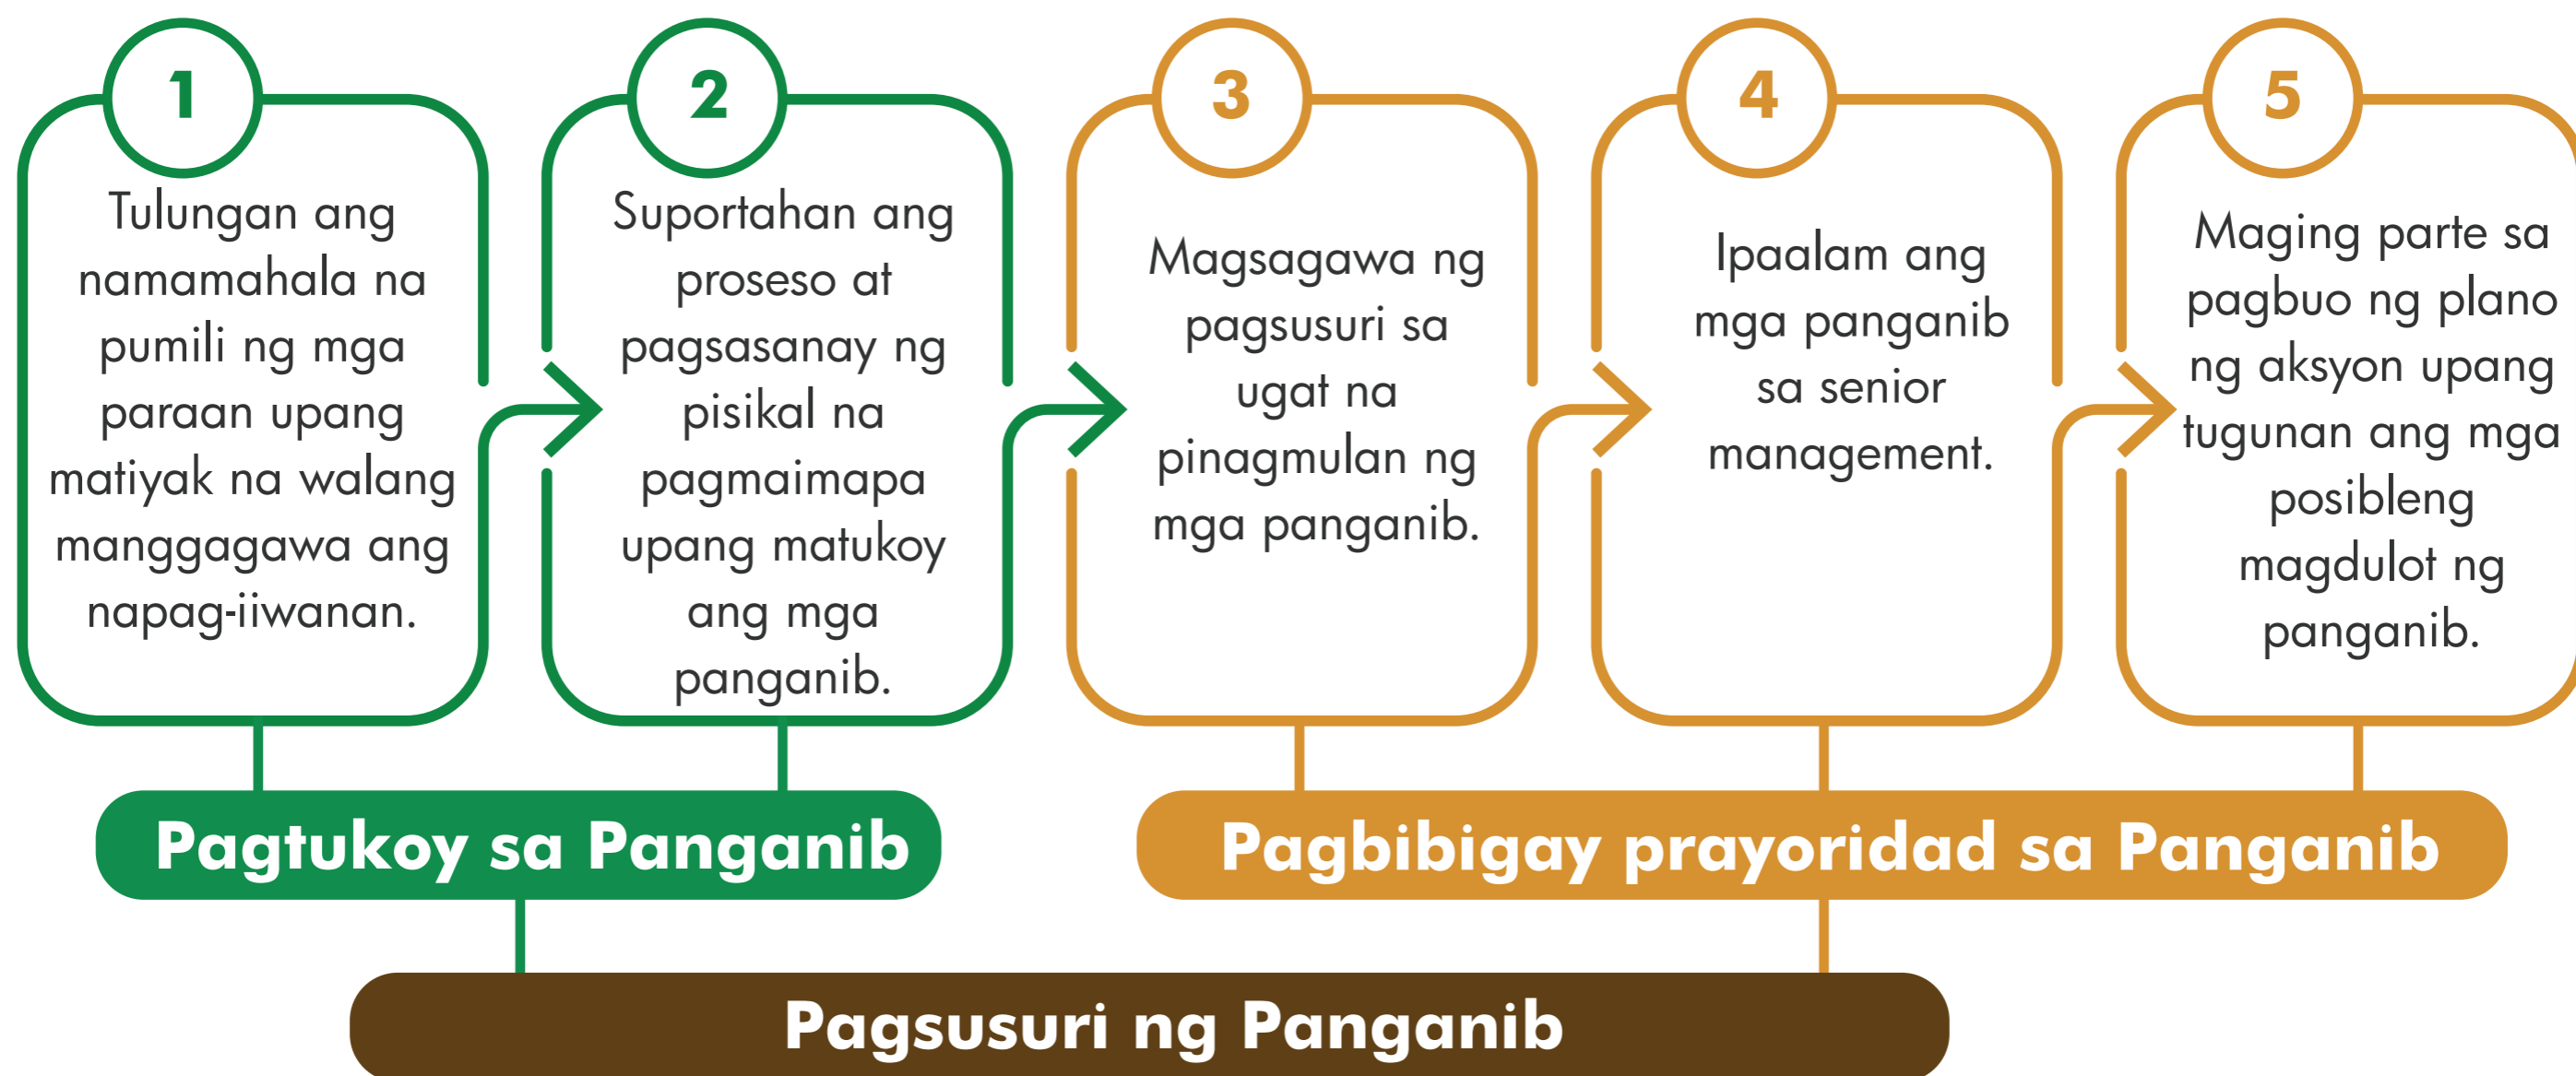 1
Tulungan ang
namamahala na
pumili ng mga
paraan upang
matiyak na walang
manggagawa ang
napag-iiwanan.
2
Suportahan ang
proseso at
pagsasanay ng
pisikal na
pagmaimapa
upang matukoy
ang mga
panganib.
3
Magsagawa ng
pagsusuri sa
ugat na
pinagmulan ng
mga panganib.
4
Ipaalam ang
mga panganib
sa senior
management.
5
Maging parte sa
pagbuo ng plano
ng aksyon upang
tugunan ang mga
posibleng
magdulot ng
panganib.
Pagtukoy sa Panganib
Pagbibigay prayoridad sa Panganib
Pagsusuri ng Panganib